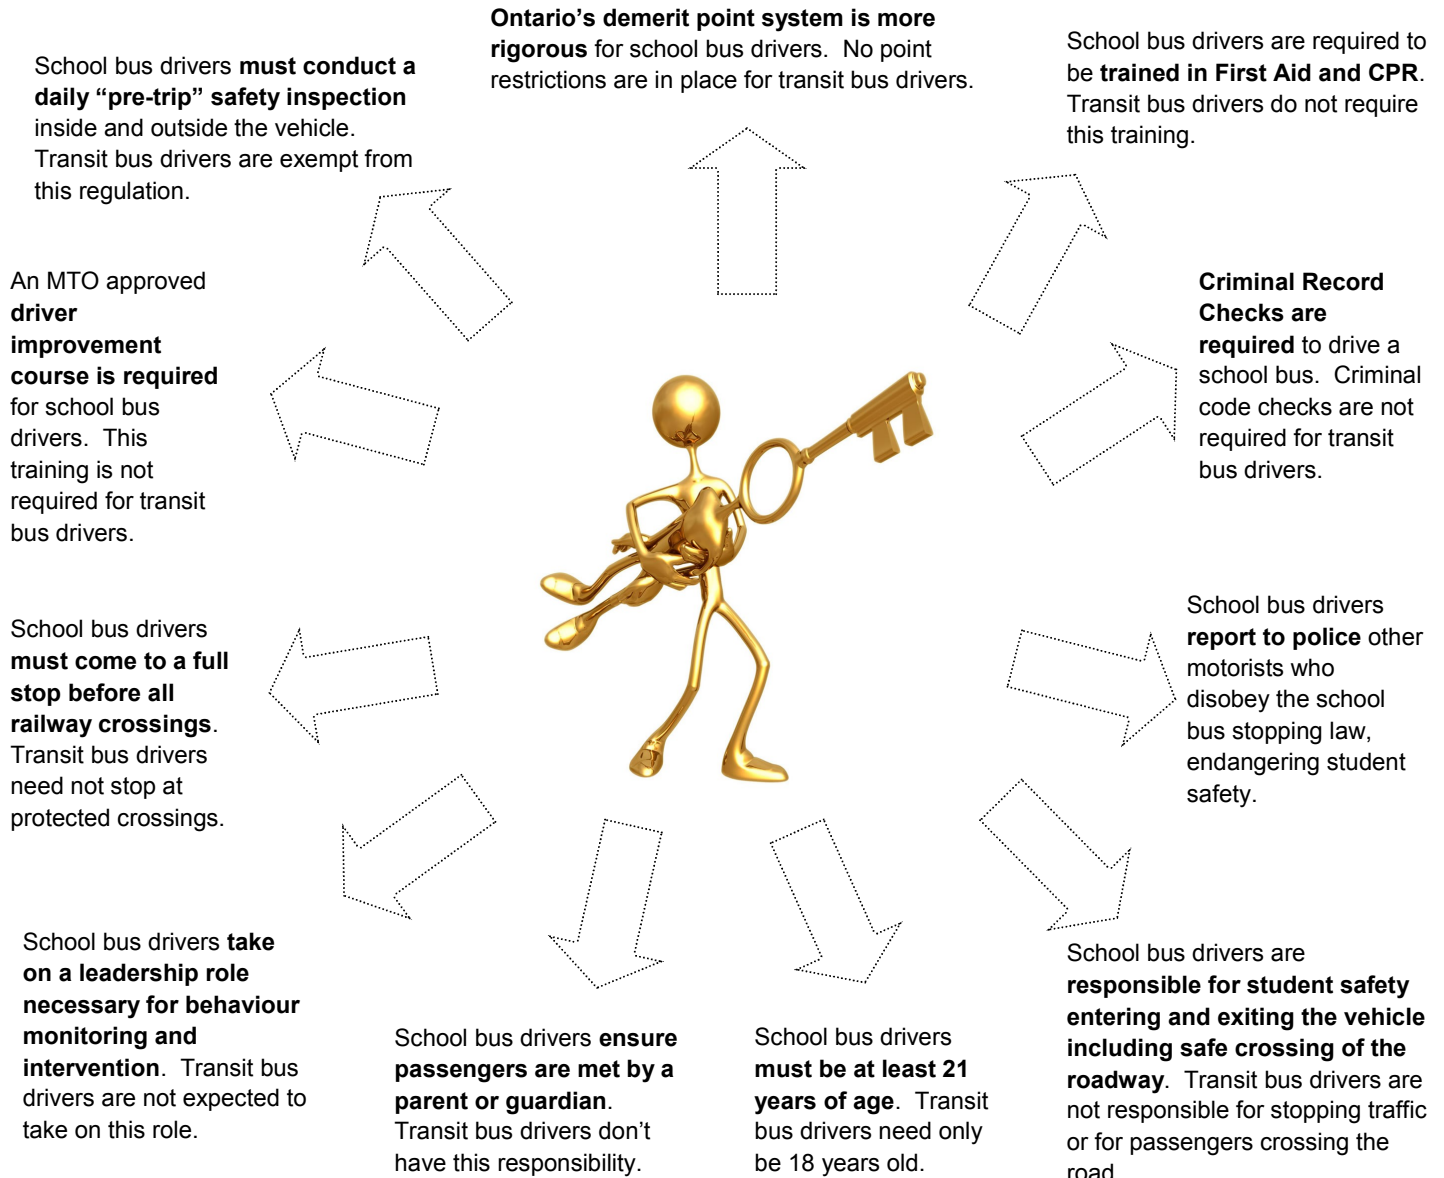 Ontario’s demerit point system is more
rigorous for school bus drivers.  No point
restrictions are in place for transit bus drivers.
School bus drivers are required to
be trained in First Aid and CPR.
Transit bus drivers do not require
this training.
School bus drivers must conduct a
daily “pre-trip” safety inspection
inside and outside the vehicle.
Transit bus drivers are exempt from
this regulation.
An MTO approved
driver
improvement
course is required
for school bus
drivers.  This
training is not
required for transit
bus drivers.
Criminal Record
Checks are
required to drive a
school bus.  Criminal
code checks are not
required for transit
bus drivers.
School bus drivers
must come to a full
stop before all
railway crossings.
Transit bus drivers
need not stop at
protected crossings.
School bus drivers
report to police other
motorists who
disobey the school
bus stopping law,
endangering student
safety.
School bus drivers take
on a leadership role
necessary for behaviour
monitoring and
intervention.  Transit bus
drivers are not expected to
take on this role.
School bus drivers ensure
passengers are met by a
parent or guardian.
Transit bus drivers don’t
have this responsibility.
School bus drivers
must be at least 21
years of age.  Transit
bus drivers need only
be 18 years old.
School bus drivers are
responsible for student safety
entering and exiting the vehicle
including safe crossing of the
roadway.  Transit bus drivers are
not responsible for stopping traffic
or for passengers crossing the
road